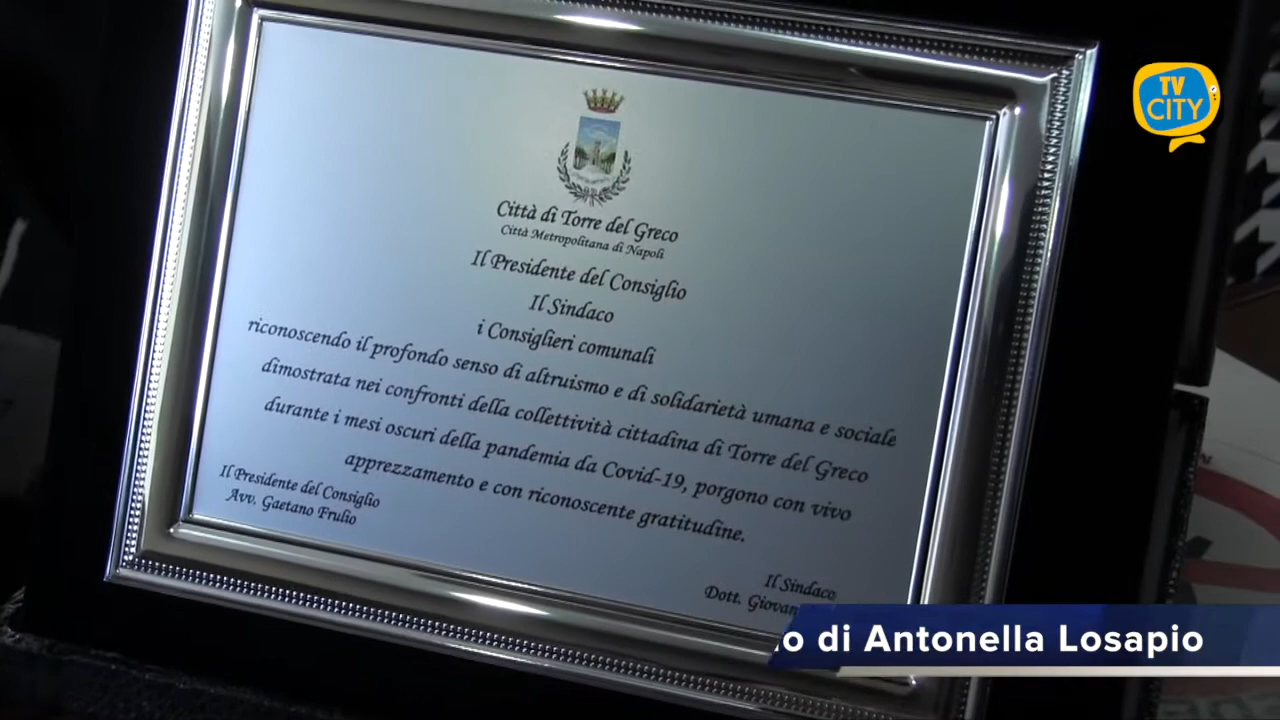 TV
CITY
Città di Torre del Greco
Città Metropolitana di Napoli
Il Presidente del Consiglio
Il Sindaco
i Consiglieri comunali
riconoscendo il profondo senso di altruismo e di solidarietà umana e sociale
dimostrata nei confronti della collettività cittadina di Torre del Greco
durante i mesi oscuri della pandemia da Covid-19, porgono con vivo
apprezzamento e con riconoscente gratitudine.
Il Presidente del Consiglio
Avv. Gaetano Frulio
Il Sindaco
Dott.
di Antonella Losapio